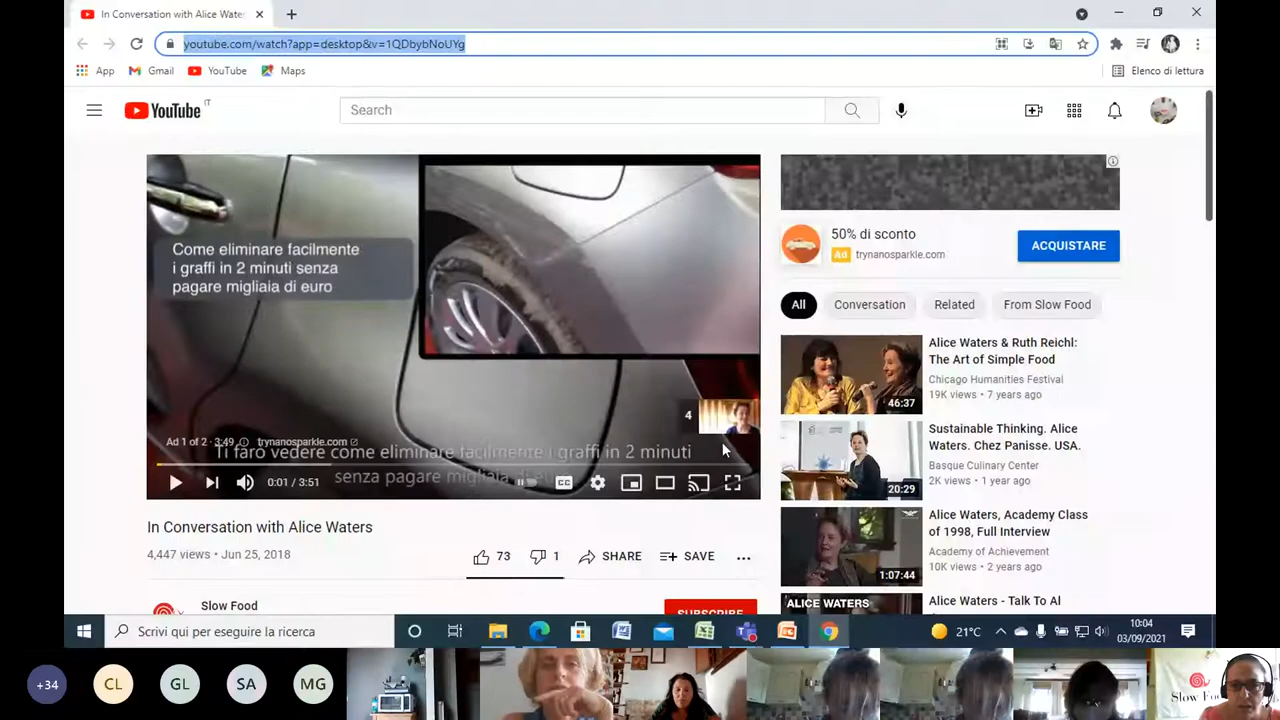 In Conversation with Alice Water
youtube.com/watch?app=desktop&v=1QDbybNoUYg
App
Gmail
YouTube
Maps
Elenco di lettura
YouTube IT
Search
Come eliminare facilmente
i graffi in 2 minuti senza
pagare migliaia di euro
4
Ad 1 of 2 · 3:49
trynanosparkle.com
Ti farò vedere come eliminare facilmente i graffi in 2 minuti
senza pagare migliaia di
0:01 / 3:51
CC
In Conversation with Alice Waters
4,447 views • Jun 25, 2018
73
1
SHARE
SAVE
Slow Food
SUBSCRIBE
50% di sconto
Ad trynanosparkle.com
ACQUISTARE
All
Conversation
Related
From Slow Food
46:37
Alice Waters & Ruth Reichl:
The Art of Simple Food
Chicago Humanities Festival
19K views • 7 years ago
20:29
Sustainable Thinking. Alice
Waters. Chez Panisse. USA.
Basque Culinary Center
2K views • 1 year ago
1:07:44
Alice Waters, Academy Class
of 1998, Full Interview
Academy of Achievement
10K views • 2 years ago
ALICE WATERS
Alice Waters - Talk To Al
Scrivi qui per eseguire la ricerca
21°C
10:04
03/09/2021
+34
CL
GL
SA
MG
Slow